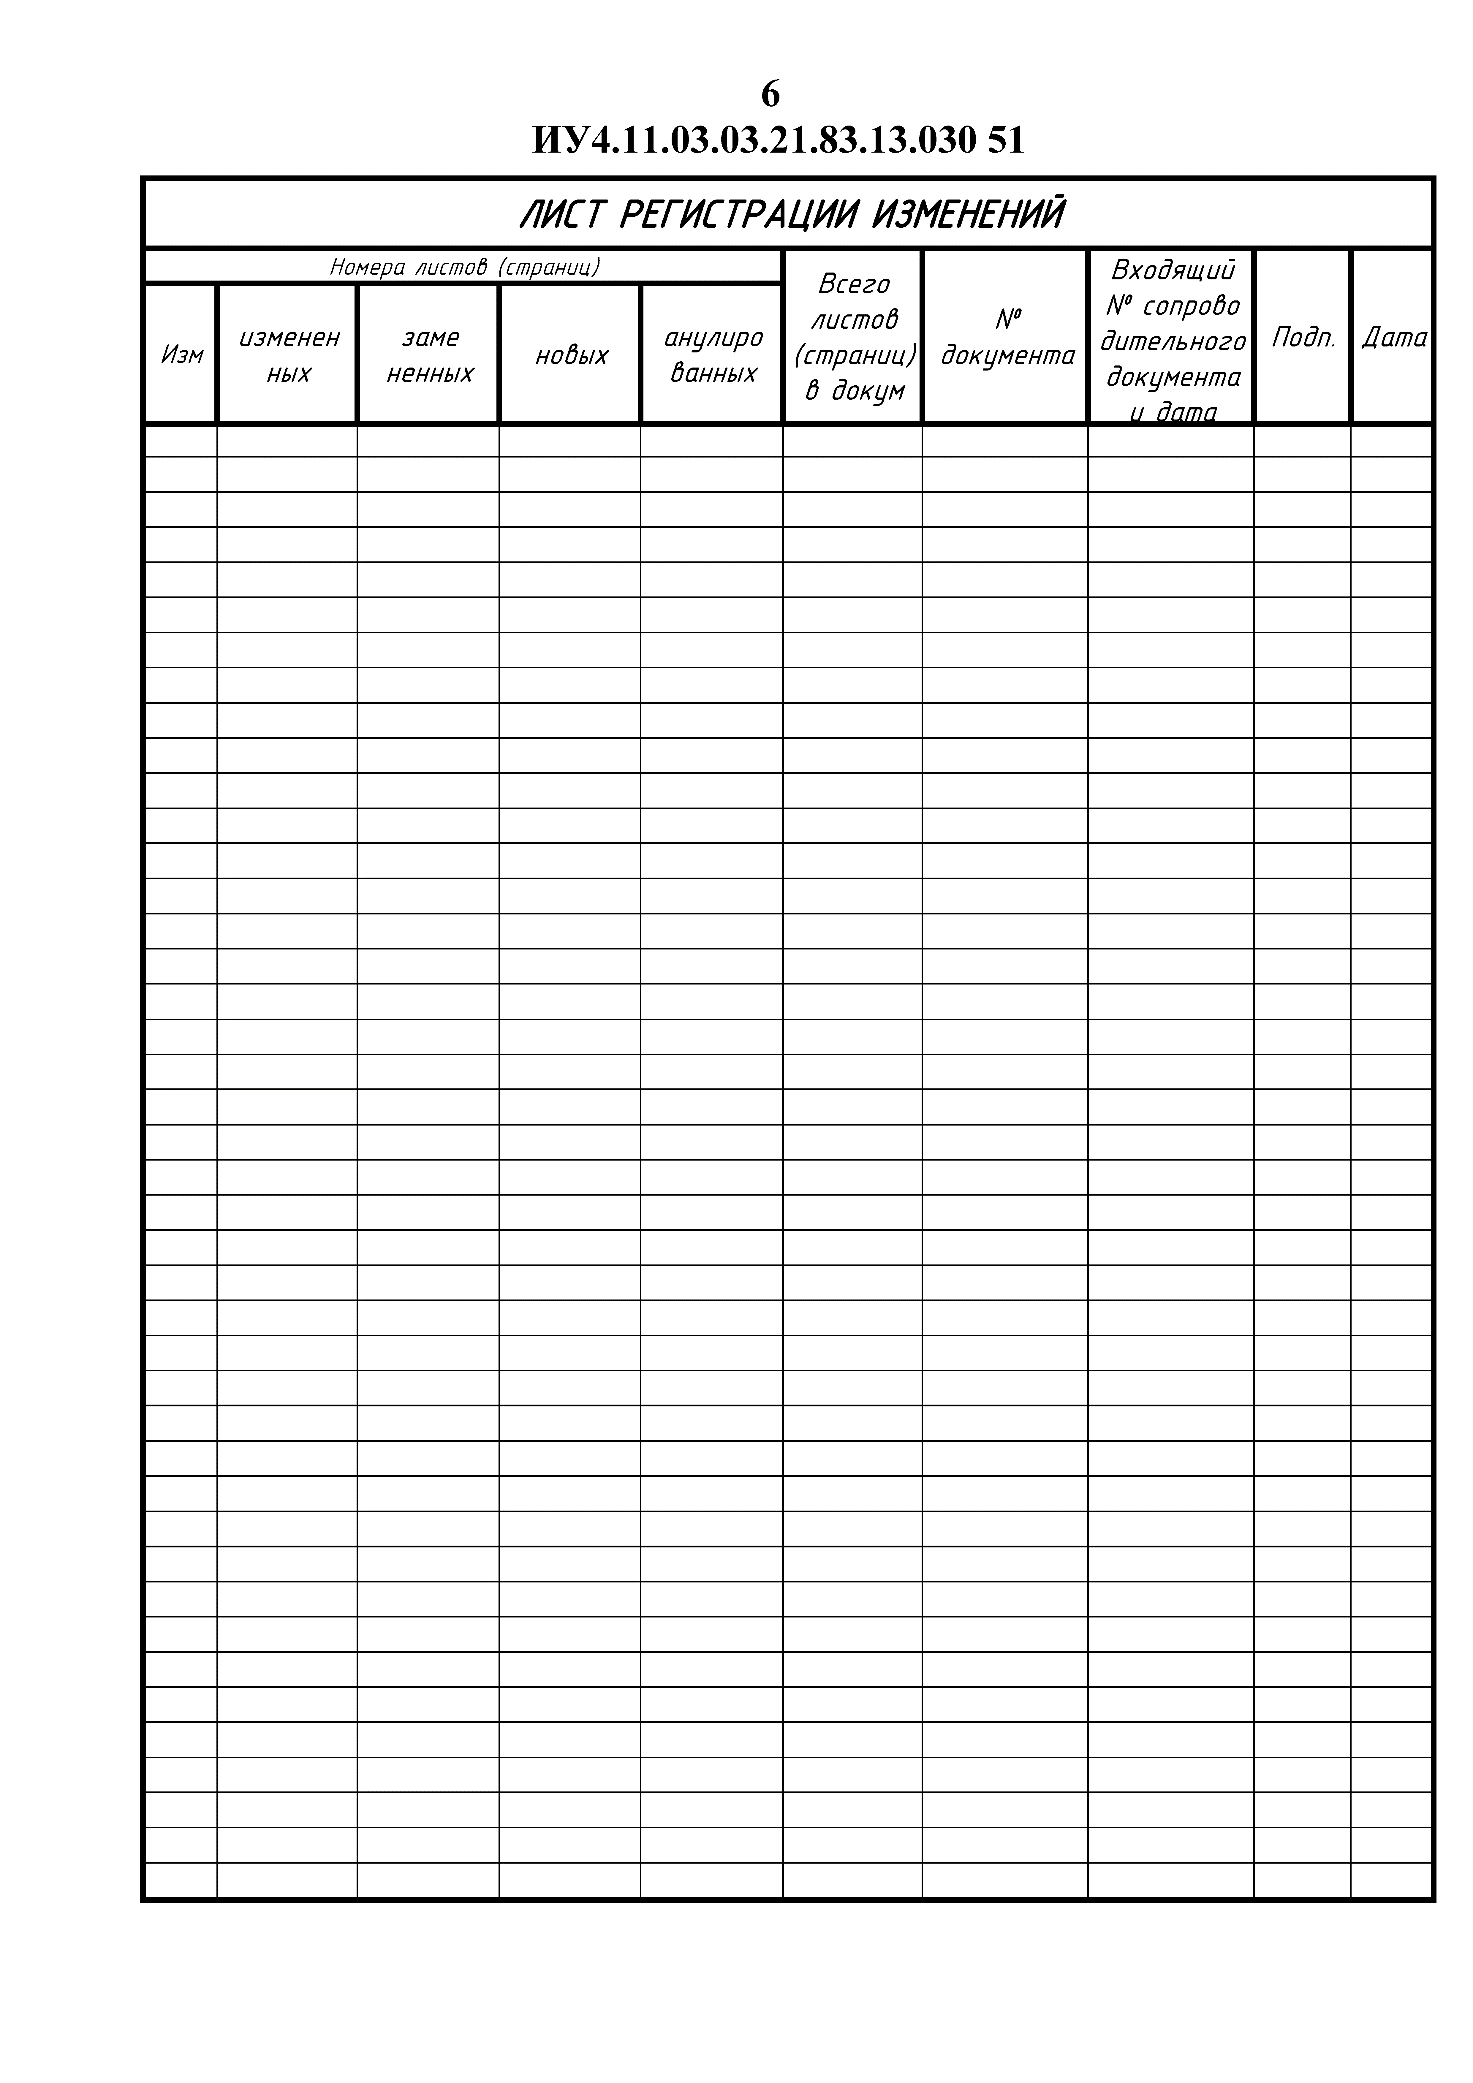 6
ИУ4.11.03.03.21.83.13.030 51
ЛИСТ РЕГИСТРАЦИИ ИЗМЕНЕНИЙ
Номера листов (страниц)
Изм
изменен
ных
заме
ненных
новых
анулиро
ванных
Всего
листов
(страниц)
в докум
№
документа
Входящий
№ сопрово
дительного
документа
и дата
Подп.
Дата